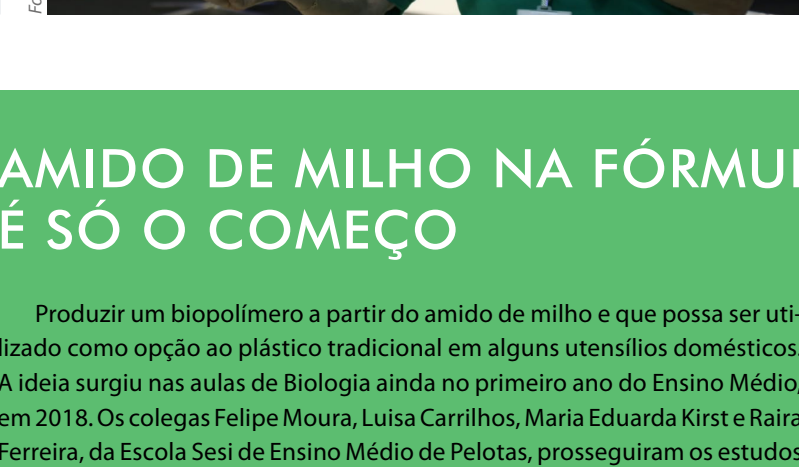 Fo
AMIDO DE MILHO NA FÓRMU
É SÓ O COMEÇO
Produzir um biopolímero a partir do amido de milho e que possa ser uti-
lizado como opção ao plástico tradicional em alguns utensílios domésticos.
A ideia surgiu nas aulas de Biologia ainda no primeiro ano do Ensino Médio,
em 2018. Os colegas Felipe Moura, Luisa Carrilhos, Maria Eduarda Kirst e Raira
Ferreira, da Escola Sesi de Ensino Médio de Pelotas, prosseguiram os estudos